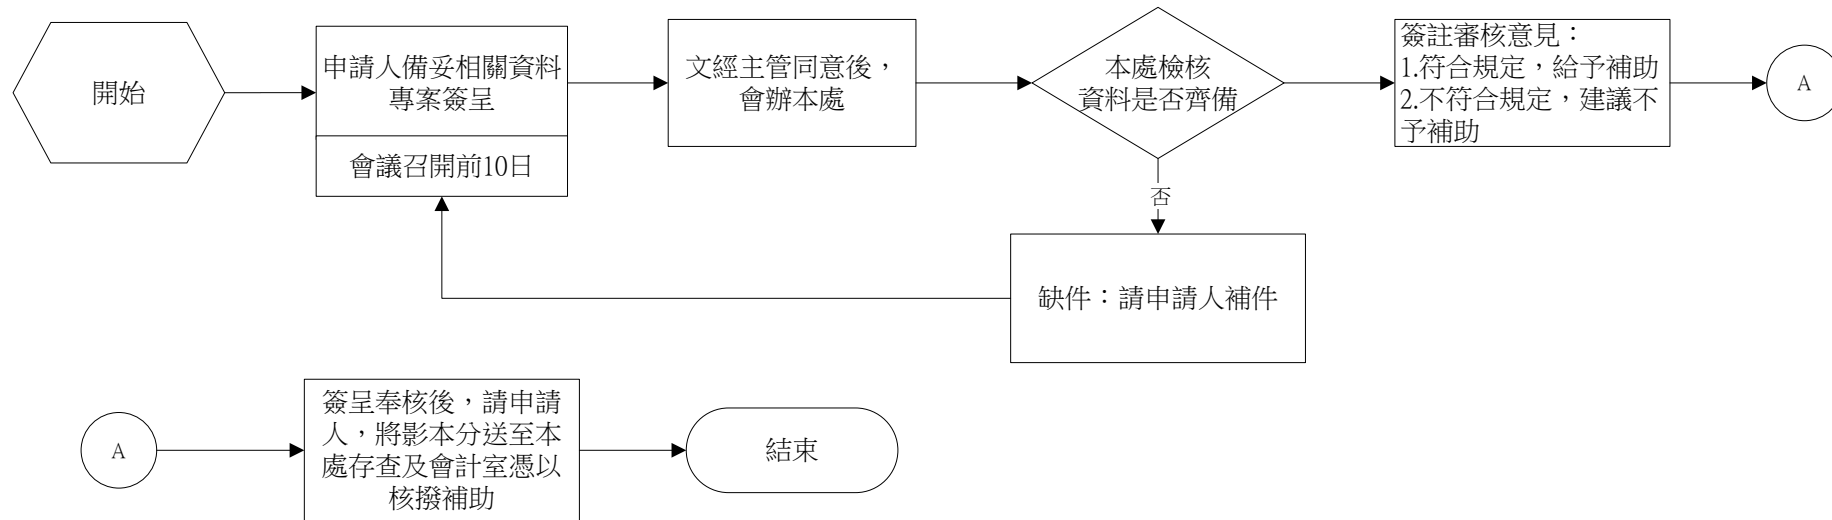 開始
申請人備妥相關資料
專案簽呈
會議召開前10日
文經主管同意後，
會辦本處
本處檢核
資料是否齊備
簽註審核意見：
1.符合規定，給予補助
2.不符合規定，建議不
予補助
A
否
缺件：請申請人補件
A
簽呈奉核後，請申請
人，將影本分送至本
處存查及會計室憑以
核撥補助
結束